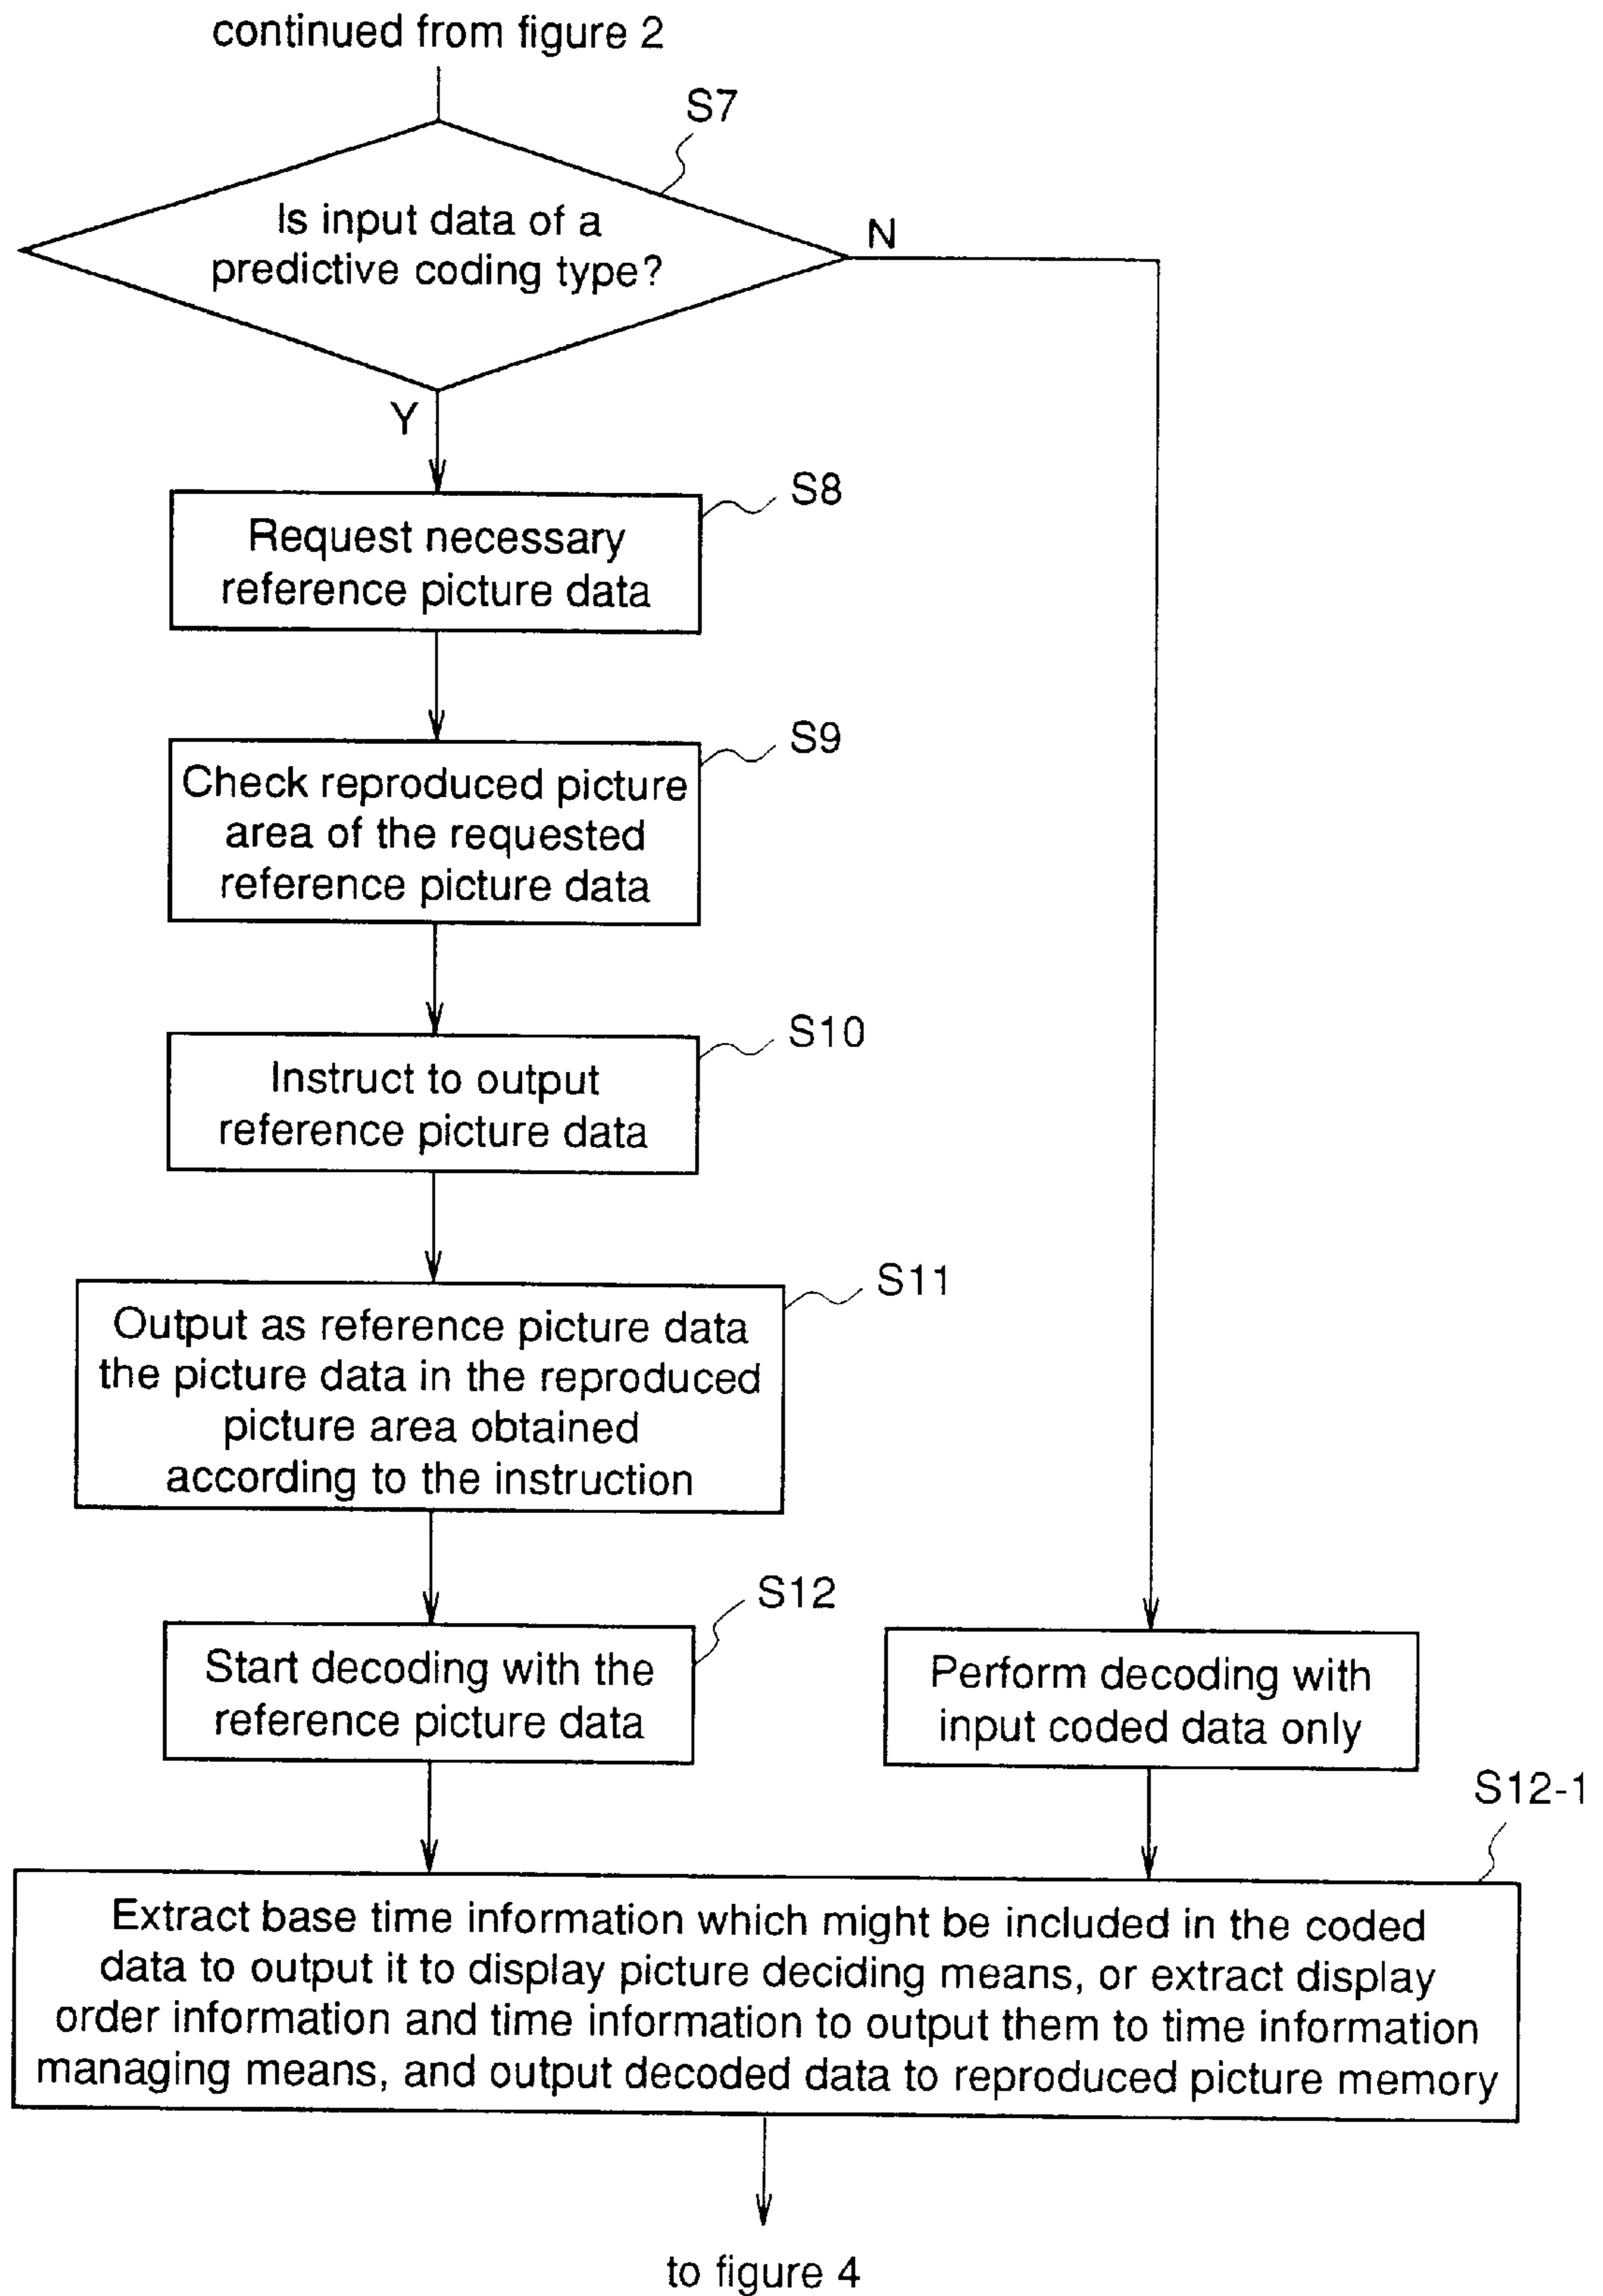 continued from figure 2
S7
Is input data of a
predictive coding type?
N
Y
S8
Request necessary
reference picture data
S9
Check reproduced picture
area of the requested
reference picture data
S10
Instruct to output
reference picture data
S11
Output as reference picture data
the picture data in the reproduced
picture area obtained
according to the instruction
S12
Start decoding with the
reference picture data
Perform decoding with
input coded data only
S12-1
Extract base time information which might be included in the coded
data to output it to display picture deciding means, or extract display
order information and time information to output them to time information
managing means, and output decoded data to reproduced picture memory
to figure 4